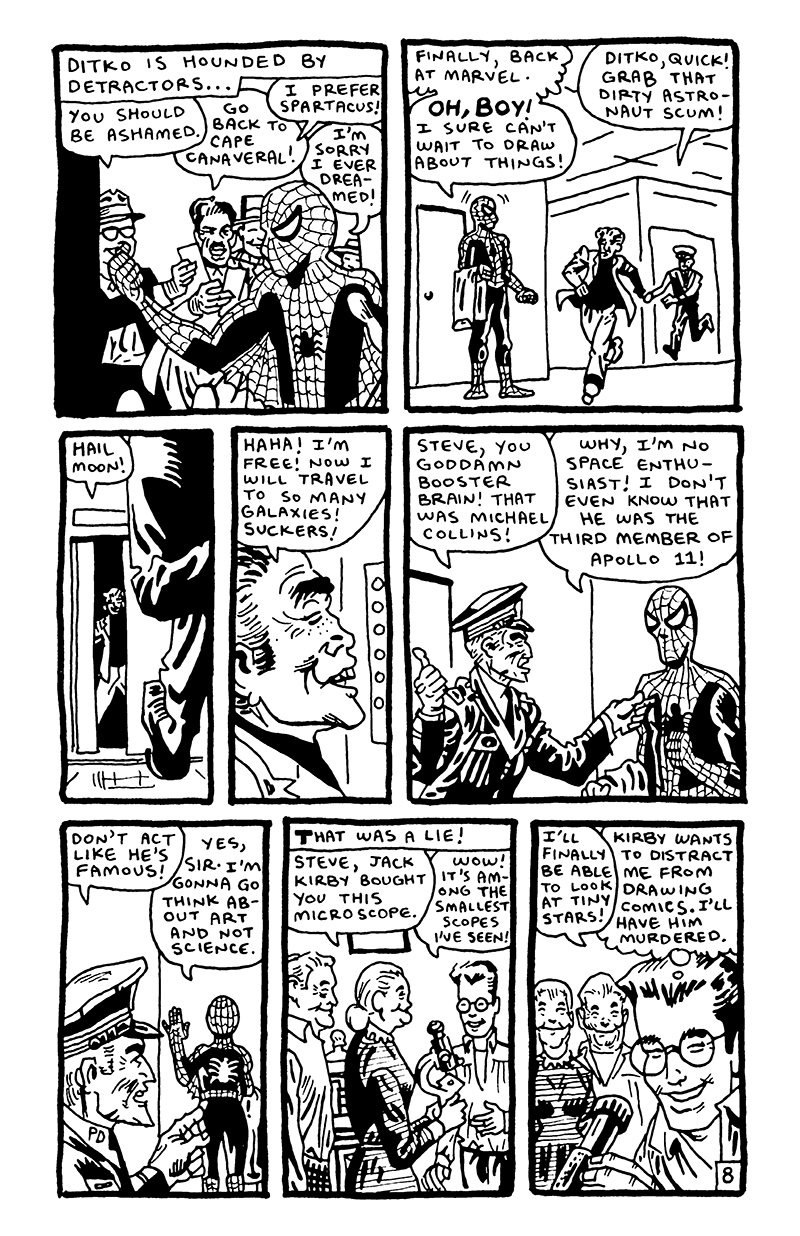 DITKO IS HOUNDED BY
DETRACTORS...
YOU SHOULD
BE ASHAMED.
GO
BACK TO
CAPE
CANAVERAL!
I PREFER
SPARTACUS!
I'M
SORRY
I EVER
DREA-
MED!
FINALLY, BACK
AT MARVEL.
OH, BOY!
I SURE CAN'T
WAIT TO DRAW
ABOUT THINGS!
DITKO, QUICK!
GRAB THAT
DIRTY ASTRO-
NAUT SCUM!
HAIL
MOON!
HAHA! I'M
FREE! NOW I
WILL TRAVEL
TO SO MANY
GALAXIES!
SUCKERS!
STEVE, YOU
GODDAMN
BOOSTER
BRAIN! THAT
WAS MICHAEL
COLLINS!
WHY, I'M NO
SPACE ENTHU-
SIAST! I DON'T
EVEN KNOW THAT
HE WAS THE
THIRD MEMBER OF
APOLLO 11!
DON'T ACT
LIKE HE'S
FAMOUS!
YES,
SIR. I'M
GONNA GO
THINK AB-
OUT ART
AND NOT
SCIENCE.
PD
THAT WAS A LIE!
STEVE, JACK
KIRBY BOUGHT
YOU THIS
MICROSCOPE.
WOW!
IT'S AM-
ONG THE
SMALLEST
SCOPES
I'VE SEEN!
I'LL
FINALLY
BE ABLE
TO LOOK
AT TINY
STARS!
KIRBY WANTS
TO DISTRACT
ME FROM
DRAWING
COMICS. I'LL
HAVE HIM
MURDERED.
8